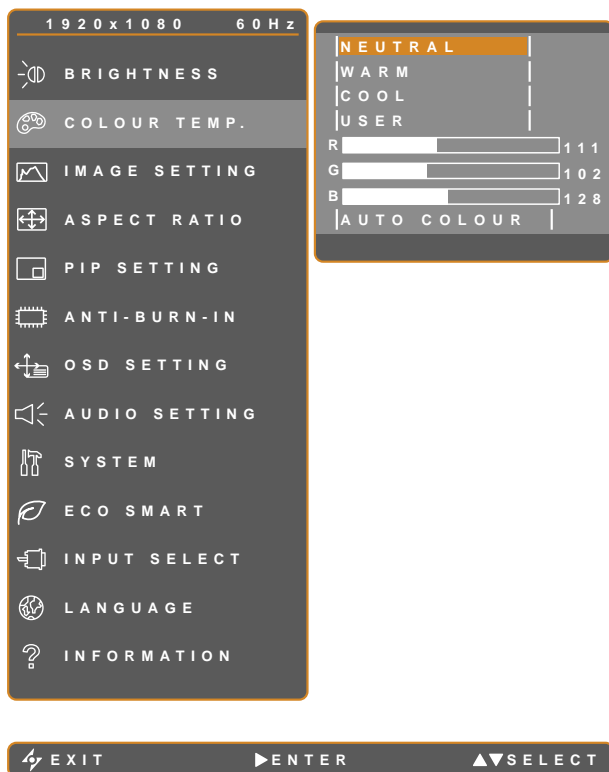 1920x1080 60Hz
BRIGHTNESS
COLOUR TEMP.
IMAGE SETTING
ASPECT RATIO
PIP SETTING
ANTI-BURN-IN
OSD SETTING
AUDIO SETTING
SYSTEM
ECO SMART
INPUT SELECT
LANGUAGE
INFORMATION
NEUTRAL
WARM
COOL
USER
R 111
G 102
B 128
AUTO COLOUR
EXIT ▶ENTER ▲▼SELECT